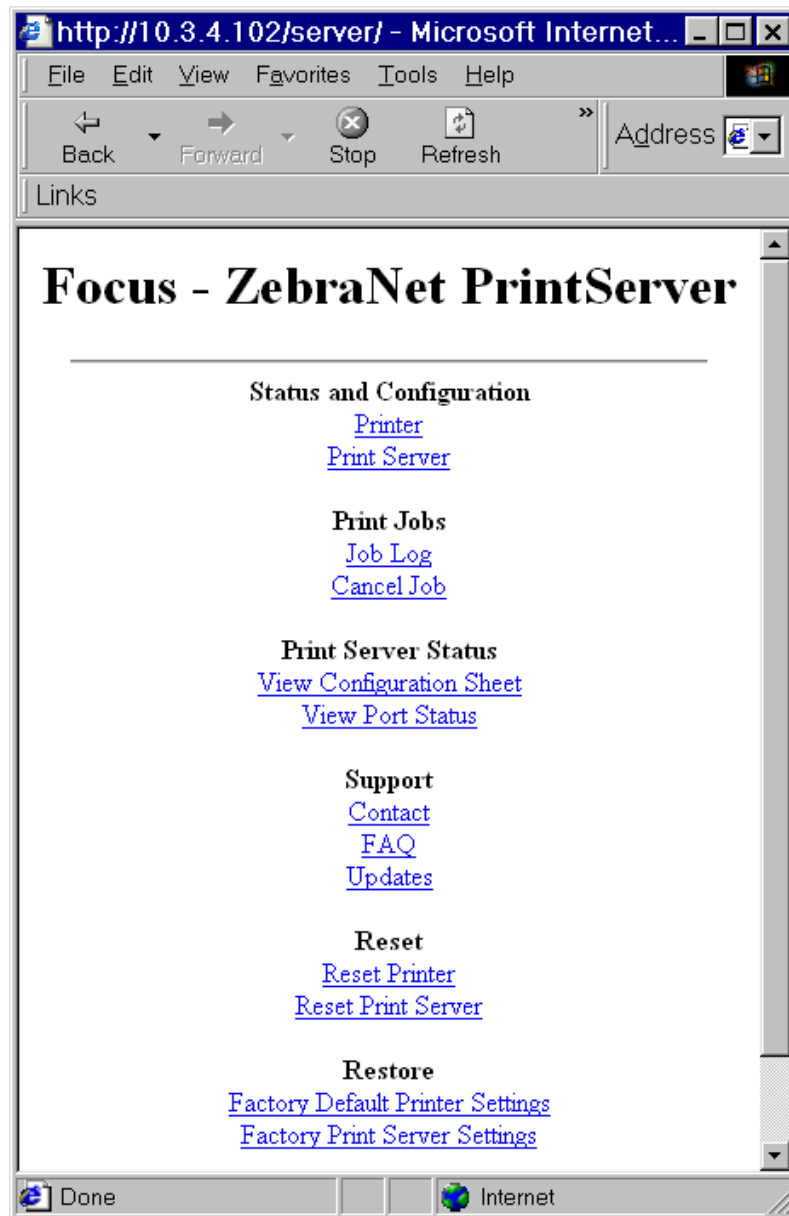 http://10.3.4.102/server/ - Microsoft Internet...
File Edit View Favorites Tools Help
Back Forward Stop Refresh » Address
Links
Focus - ZebraNet PrintServer
Status and Configuration
Printer
Print Server
Print Jobs
Job Log
Cancel Job
Print Server Status
View Configuration Sheet
View Port Status
Support
Contact
FAQ
Updates
Reset
Reset Printer
Reset Print Server
Restore
Factory Default Printer Settings
Factory Print Server Settings
Done Internet